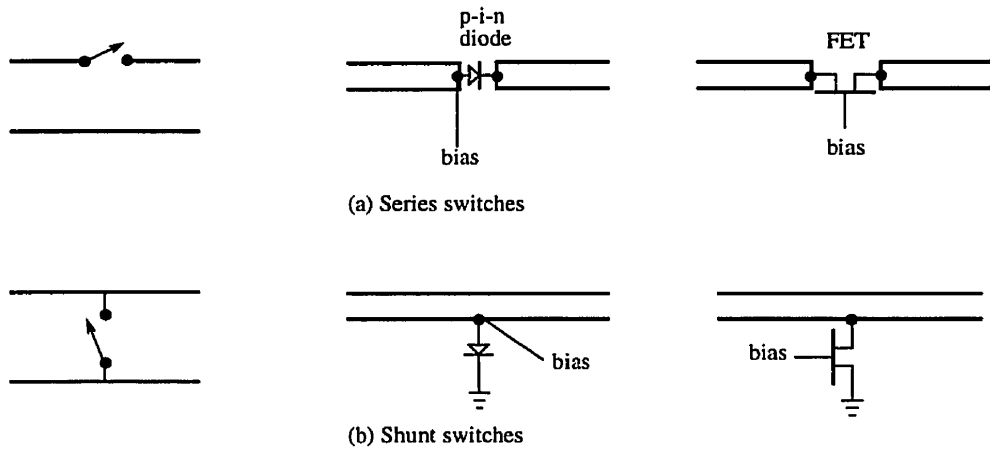 p-i-n
diode
FET
bias
bias
(a) Series switches
bias
bias
(b) Shunt switches